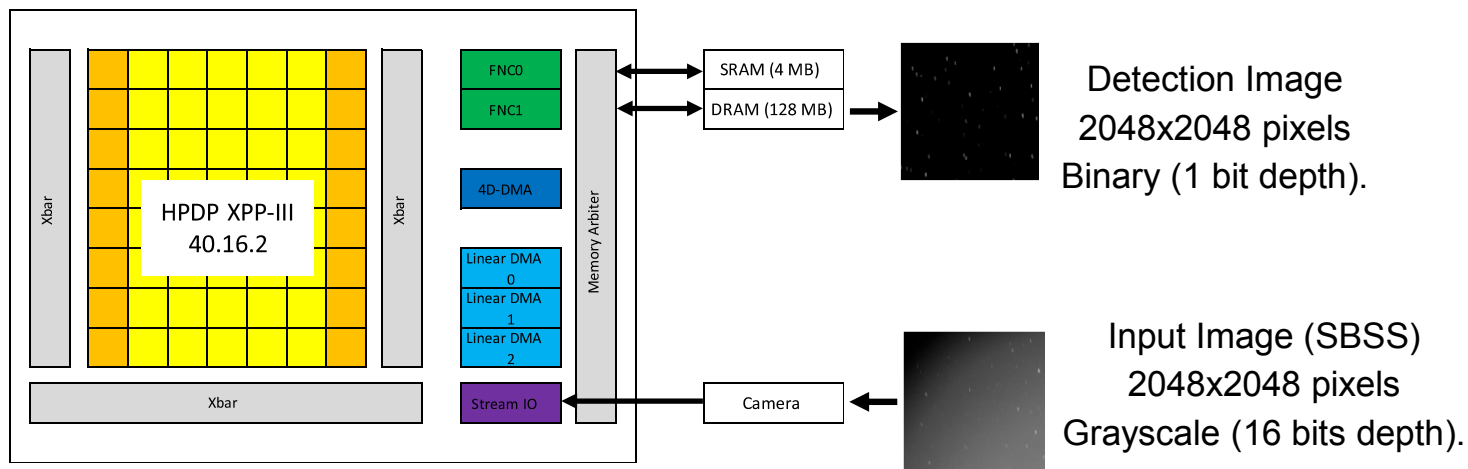 Xbar
HPDP XPP-III
40.16.2
Xbar
Xbar
FNC0
FNC1
4D-DMA
Linear DMA
0
Linear DMA
1
Linear DMA
2
Stream IO
Memory Arbiter
SRAM (4 MB)
DRAM (128 MB)
Camera
Detection Image
2048x2048 pixels
Binary (1 bit depth).
Input Image (SBSS)
2048x2048 pixels
Grayscale (16 bits depth).